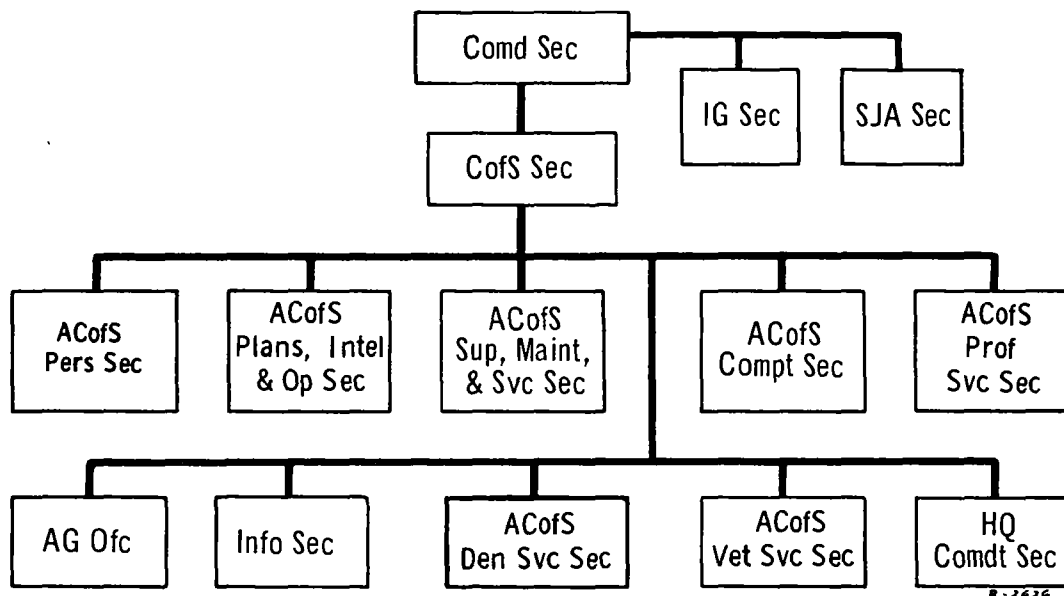 Comd Sec
IG Sec
SJA Sec
CofS Sec
ACofS
Pers Sec
ACofS
Plans, Intel
& Op Sec
ACofS
Sup, Maint,
& Svc Sec
ACofS
Compt Sec
ACofS
Prof
Svc Sec
AG Ofc
Info Sec
ACofS
Den Svc Sec
ACofS
Vet Svc Sec
HQ
Comdt Sec